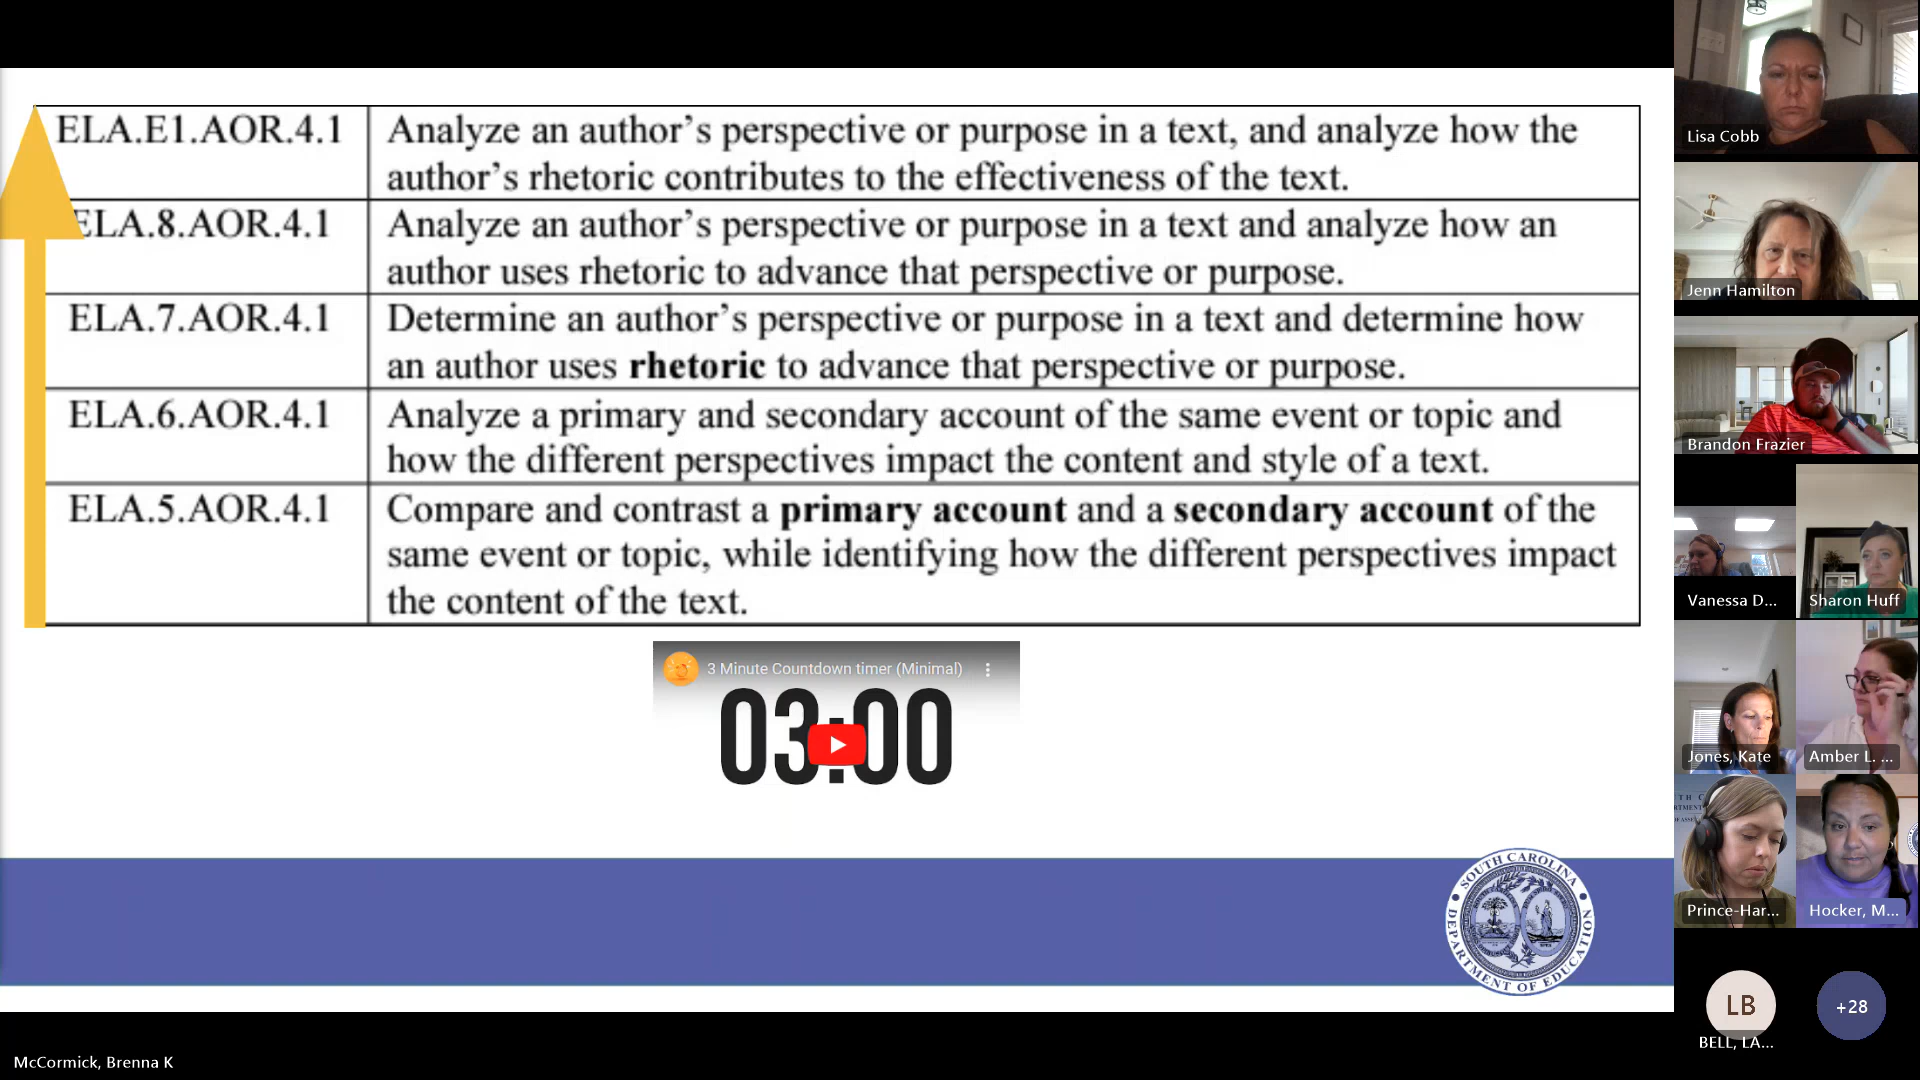 ELA.E1.AOR.4.1
Analyze an author's perspective or purpose in a text, and analyze how the
author's rhetoric contributes to the effectiveness of the text.
ELA.8.AOR.4.1
Analyze an author's perspective or purpose in a text and analyze how an
author uses rhetoric to advance that perspective or purpose.
ELA.7.AOR.4.1
Determine an author's perspective or purpose in a text and determine how
an author uses rhetoric to advance that perspective or purpose.
ELA.6.AOR.4.1
Analyze a primary and secondary account of the same event or topic and
how the different perspectives impact the content and style of a text.
ELA.5.AOR.4.1
Compare and contrast a primary account and a secondary account of the
same event or topic, while identifying how the different perspectives impact
the content of the text.
3 Minute Countdown timer (Minimal)
03:00
SOUTH CAROLINA
DEPARTMENT OF EDUCATION
McCormick, Brenna K
Lisa Cobb
Jenn Hamilton
Brandon Frazier
Vanessa D...
Sharon Huff
Jones, Kate
Amber L. ...
Prince-Har...
Hocker, M...
LB
BELL, LA...
+28